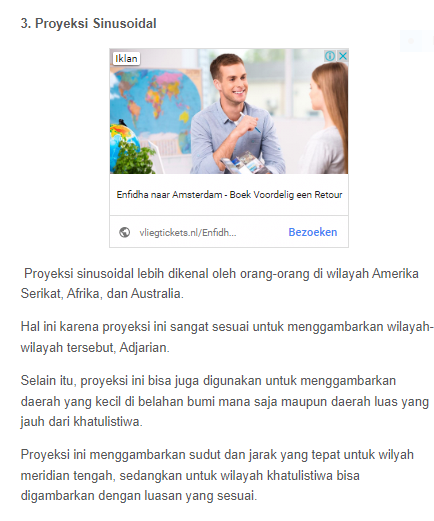 3. Proyeksi Sinusoidal
Iklan
Enfidha naar Amsterdam - Boek Voordelig een Retour
vliegtickets.nl/Enfidh...
Bezoeken
Proyeksi sinusoidal lebih dikenal oleh orang-orang di wilayah Amerika
Serikat, Afrika, dan Australia.
Hal ini karena proyeksi ini sangat sesuai untuk menggambarkan wilayah-
wilayah tersebut, Adjarian.
Selain itu, proyeksi ini bisa juga digunakan untuk menggambarkan
daerah yang kecil di belahan bumi mana saja maupun daerah luas yang
jauh dari khatulistiwa.
Proyeksi ini menggambarkan sudut dan jarak yang tepat untuk wilyah
meridian tengah, sedangkan untuk wilayah khatulistiwa bisa
digambarkan dengan luasan yang sesuai.